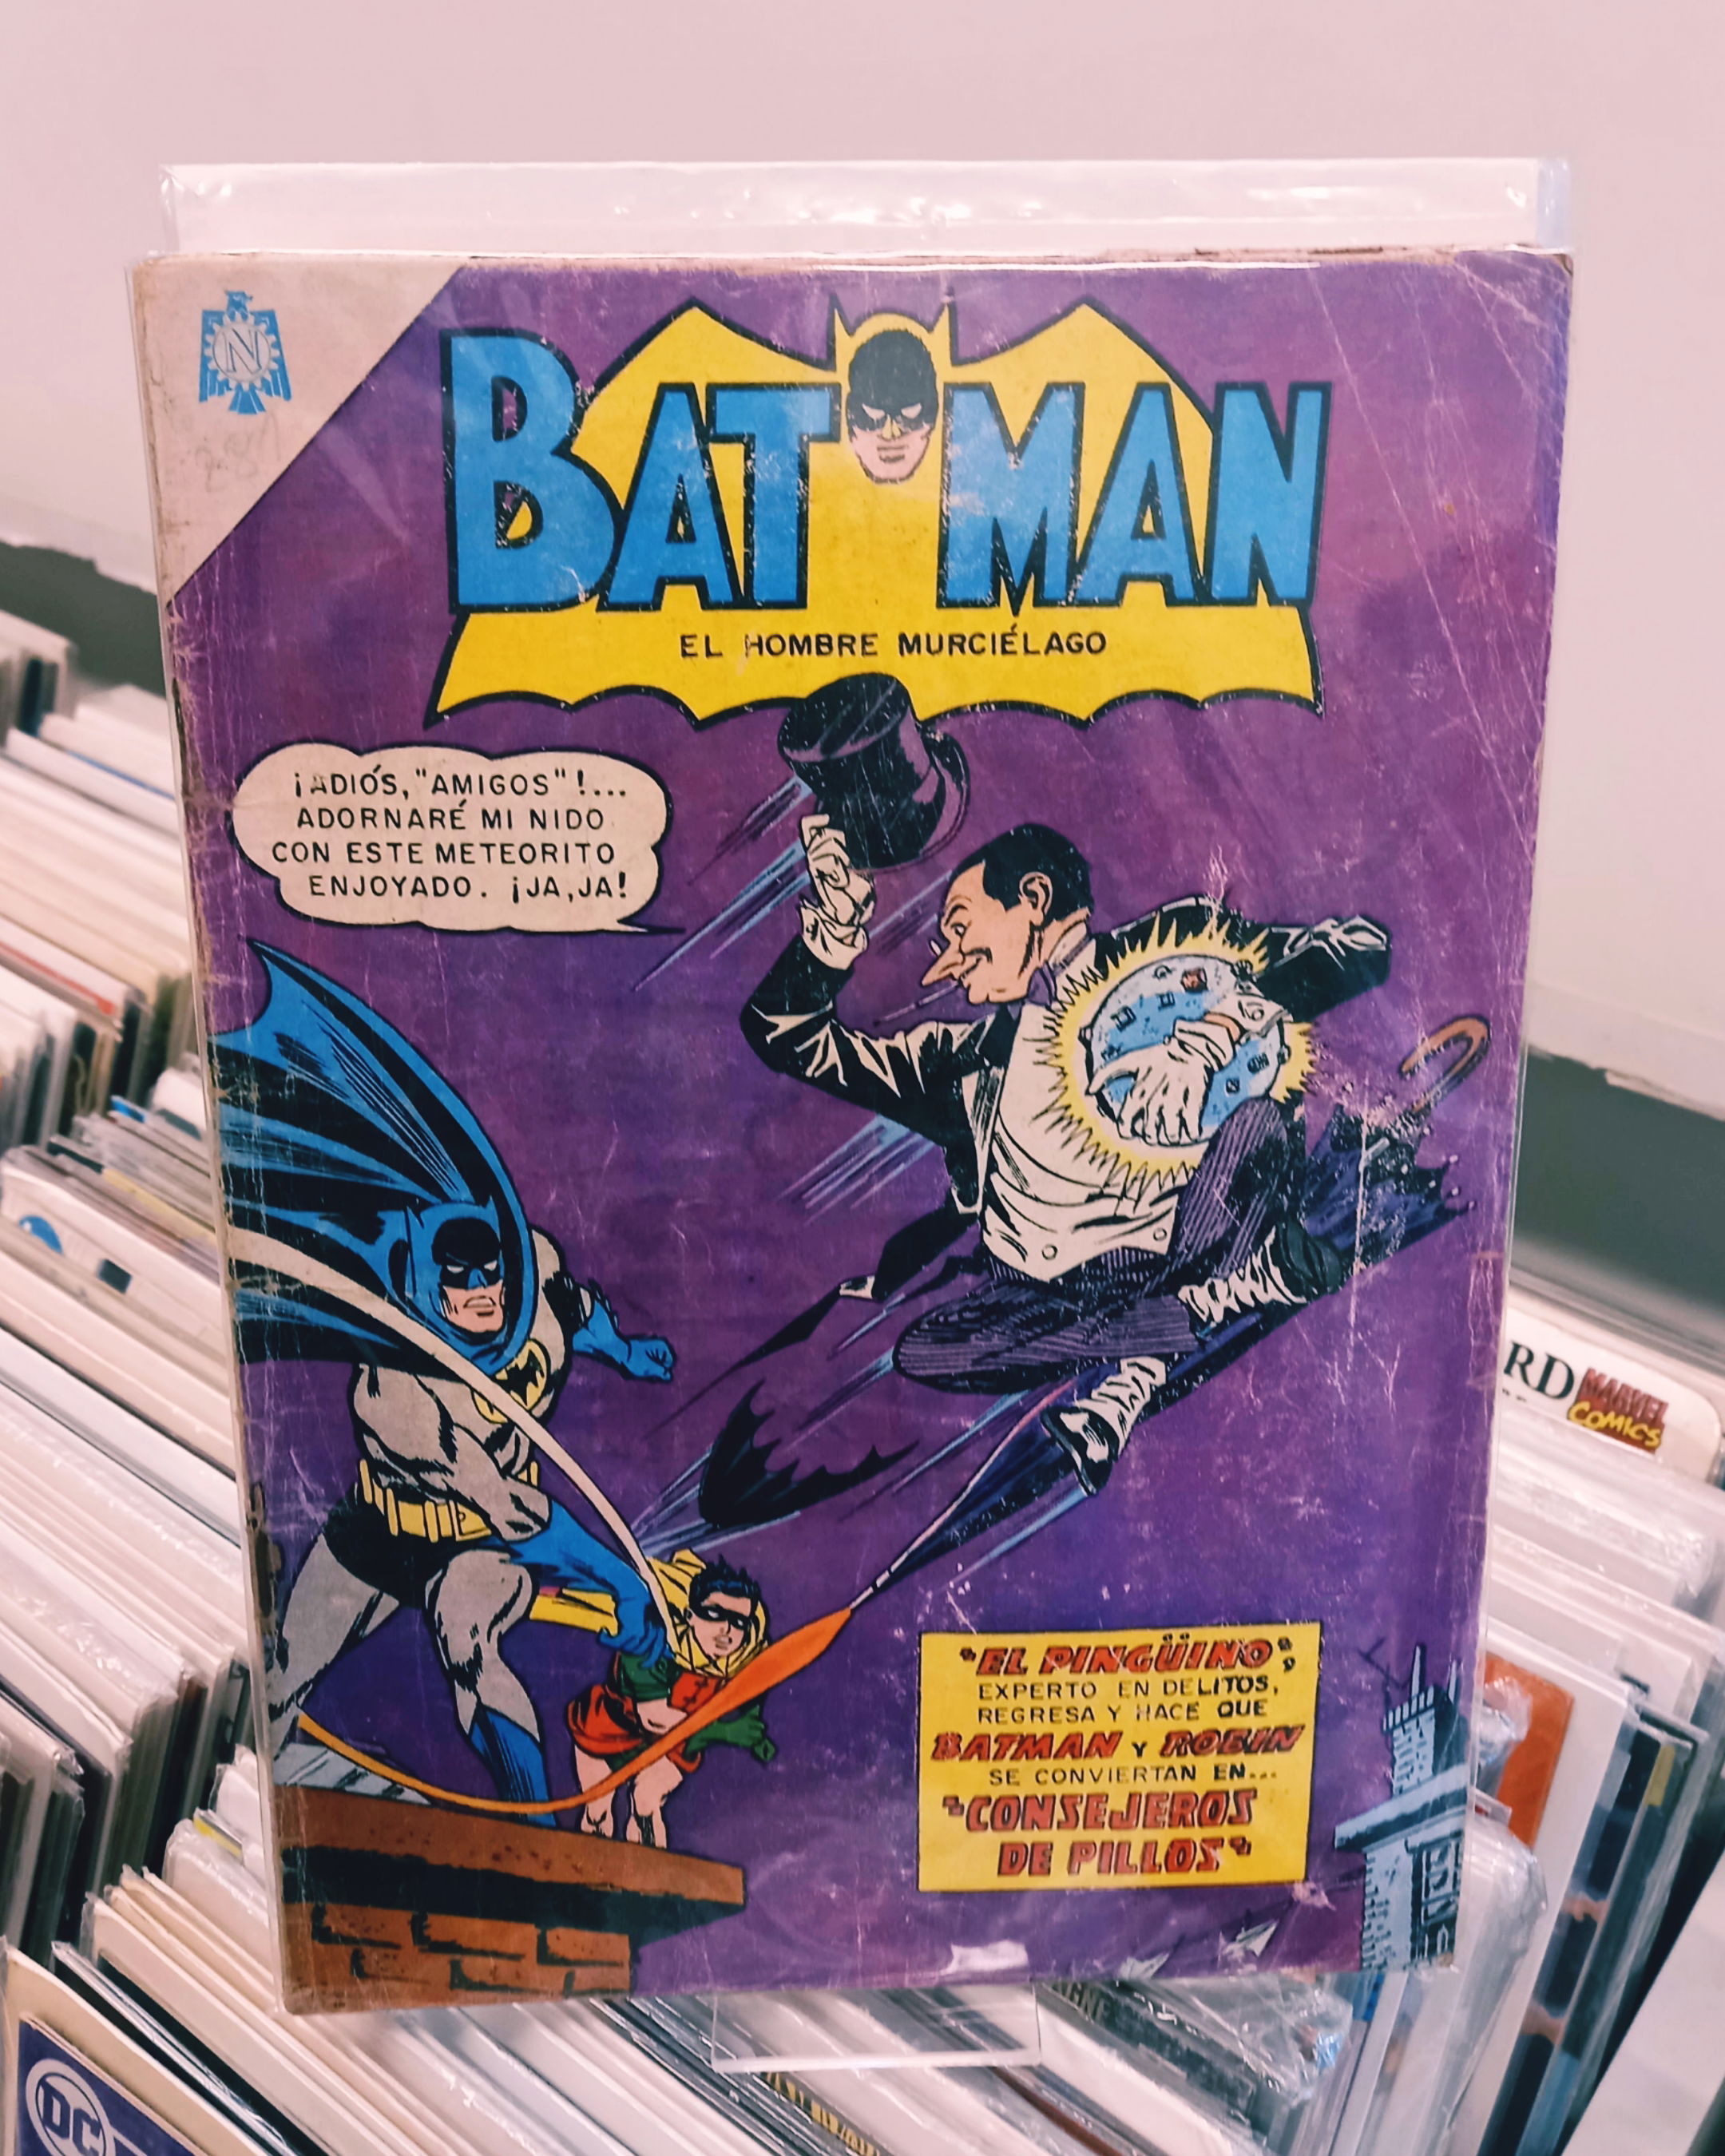 N
BATMAN
EL HOMBRE MURCIÉLAGO
¡ADIÓS, "AMIGOS"!...
ADORNARÉ MI NIDO
CON ESTE METEORITO
ENJOYADO. ¡JA, JA!
"EL PINGÜINO",
EXPERTO EN DELITOS,
REGRESA Y HACE QUE
BATMAN Y ROBIN
SE CONVIERTAN EN...
"CONSEJEROS
DE PILLOS"
RD
MARVEL
COMICS
DC